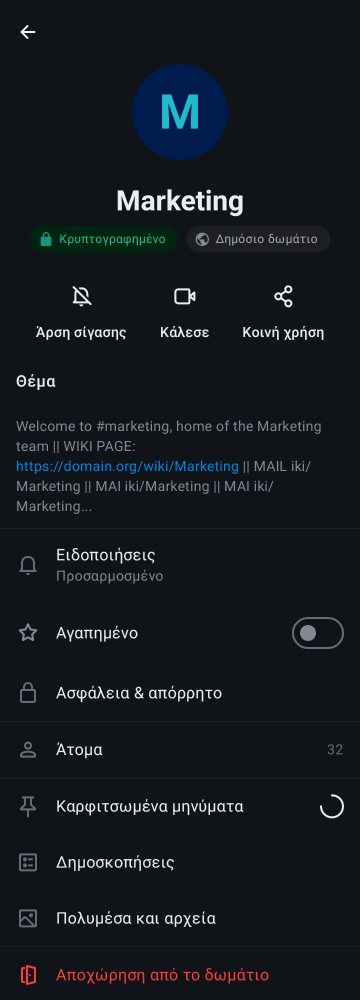 M
Marketing
Κρυπτογραφημένο
Δημόσιο δωμάτιο
Άρση σίγασης
Κάλεσε
Κοινή χρήση
Θέμα
Welcome to #marketing, home of the Marketing
team || WIKI PAGE:
https://domain.org/wiki/Marketing || MAIL iki/
Marketing || MAI iki/Marketing || MAI iki/
Marketing...
Ειδοποιήσεις
Προσαρμοσμένο
Αγαπημένο
Ασφάλεια & απόρρητο
Άτομα 32
Καρφιτσωμένα μηνύματα
Δημοσκοπήσεις
Πολυμέσα και αρχεία
Αποχώρηση από το δωμάτιο